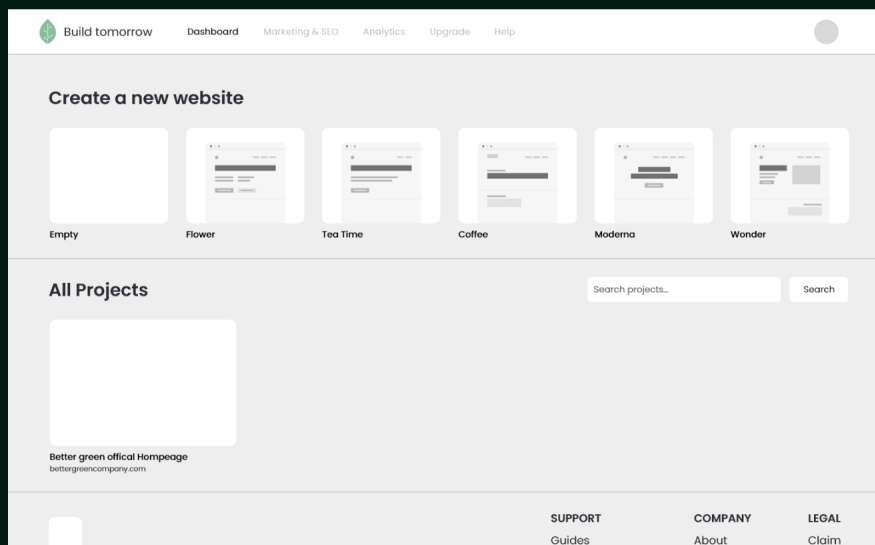 Build tomorrow Dashboard Marketing & SEO Analytics Upgrade Help
Create a new website
Empty Flower Tea Time Coffee Moderna Wonder
All Projects Search projects... Search
Better green offical Hompeage
bettergreencompany.com
SUPPORT COMPANY LEGAL
Guides About Claim